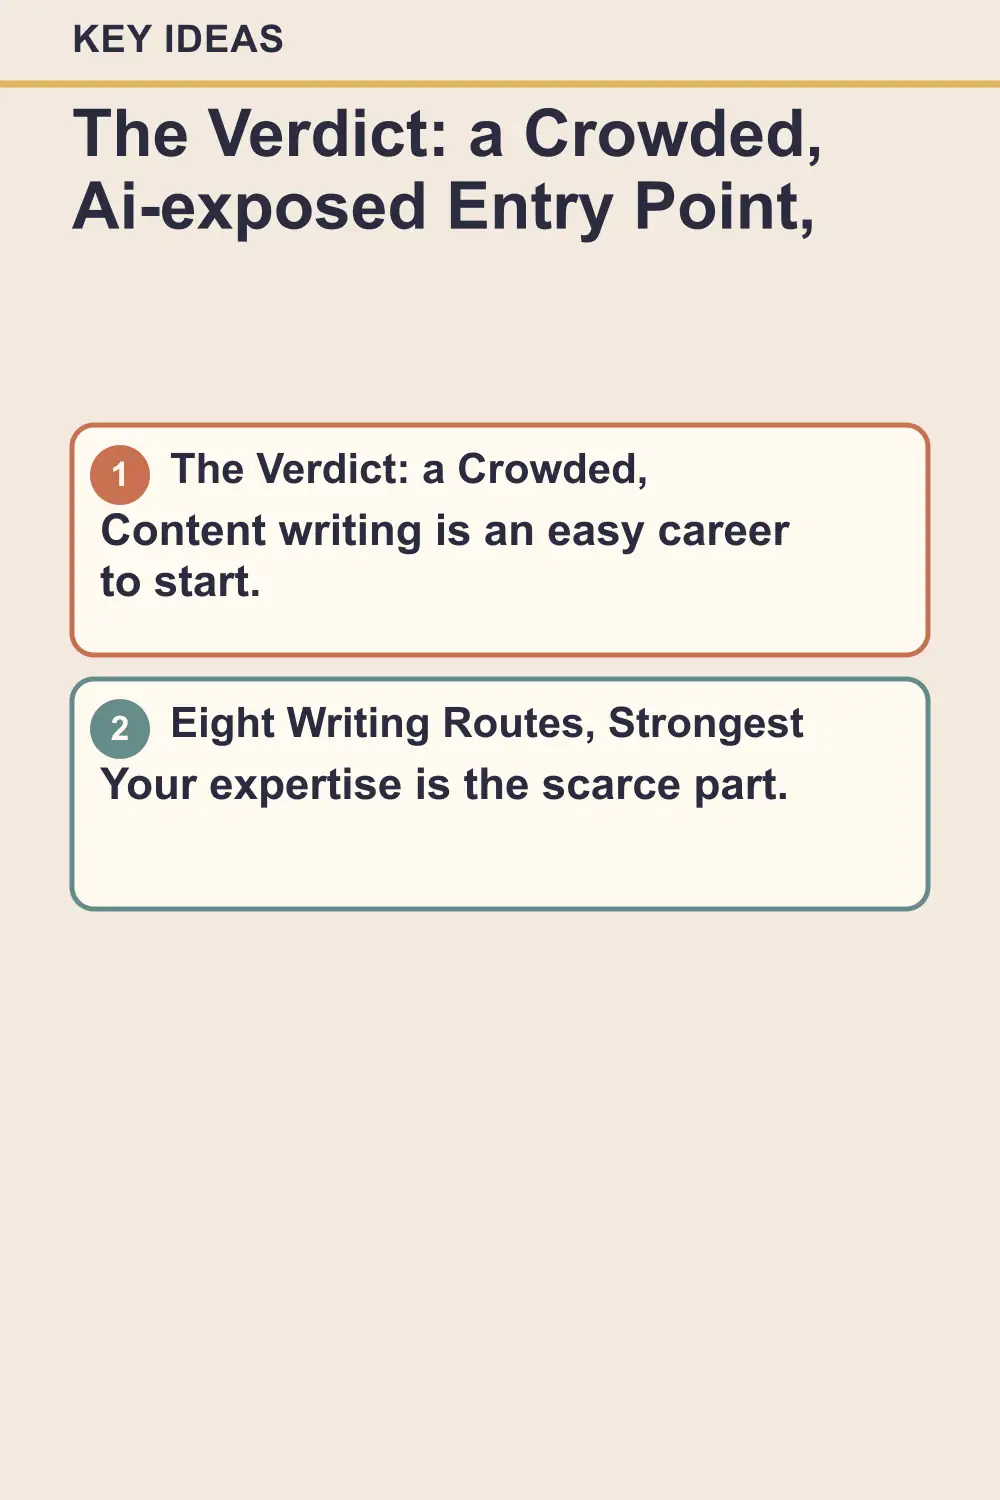 KEY IDEAS
The Verdict: a Crowded,
Ai-exposed Entry Point,
1 The Verdict: a Crowded,
Content writing is an easy career
to start.
2 Eight Writing Routes, Strongest
Your expertise is the scarce part.